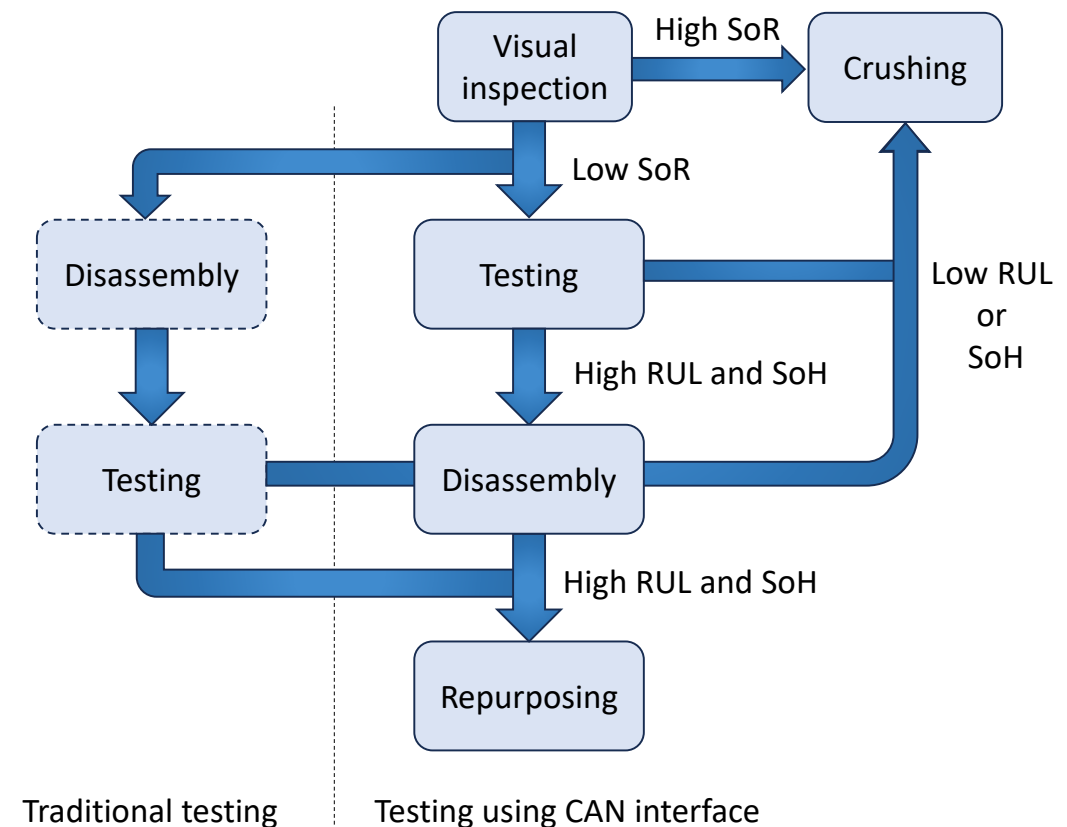 Visual
inspection
High SoR
Crushing
Low SoR
Disassembly
Testing
Low RUL
or
SoH
High RUL and SoH
Testing
Disassembly
High RUL and SoH
Repurposing
Traditional testing
Testing using CAN interface